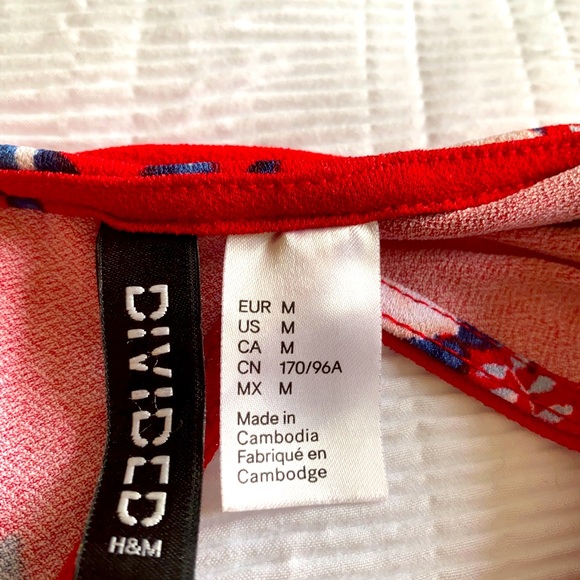 DIVIDED
H&M
EUR M
US M
CA M
CN 170/96A
MX M
Made in
Cambodia
Fabriqué en
Cambodge